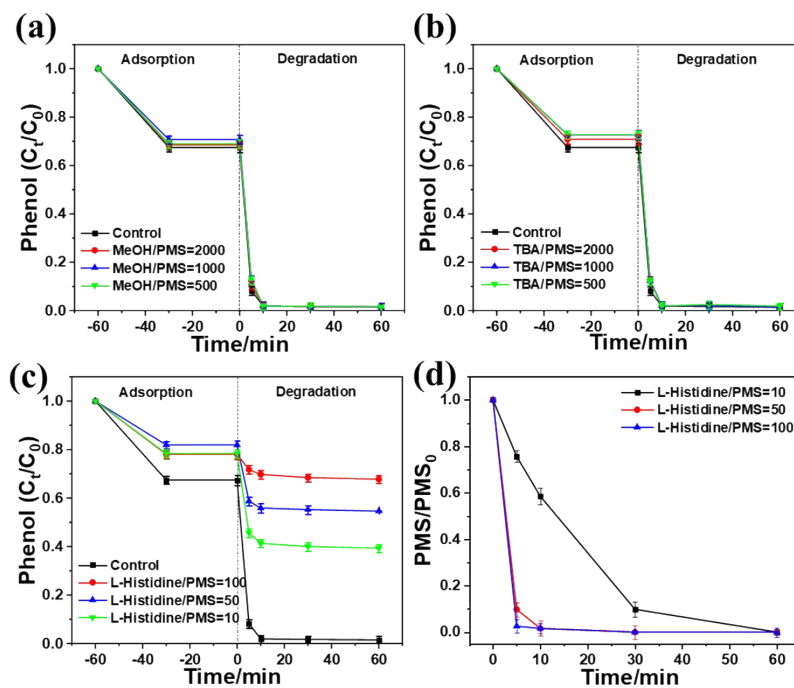 (a)
Adsorption Degradation
Phenol (Ct/C0)
1.0
0.8
0.6
0.4
0.2
0.0
Control
MeOH/PMS=2000
MeOH/PMS=1000
MeOH/PMS=500
-60 -40 -20 0 20 40 60
Time/min
(b)
Adsorption Degradation
Phenol (Ct/C0)
1.0
0.8
0.6
0.4
0.2
0.0
Control
TBA/PMS=2000
TBA/PMS=1000
TBA/PMS=500
-60 -40 -20 0 20 40 60
Time/min
(c)
Adsorption Degradation
Phenol (Ct/C0)
1.0
0.8
0.6
0.4
0.2
0.0
Control
L-Histidine/PMS=100
L-Histidine/PMS=50
L-Histidine/PMS=10
-60 -40 -20 0 20 40 60
Time/min
(d)
PMS/PMS0
1.0
0.8
0.6
0.4
0.2
0.0
L-Histidine/PMS=10
L-Histidine/PMS=50
L-Histidine/PMS=100
0 10 20 30 40 50 60
Time/min